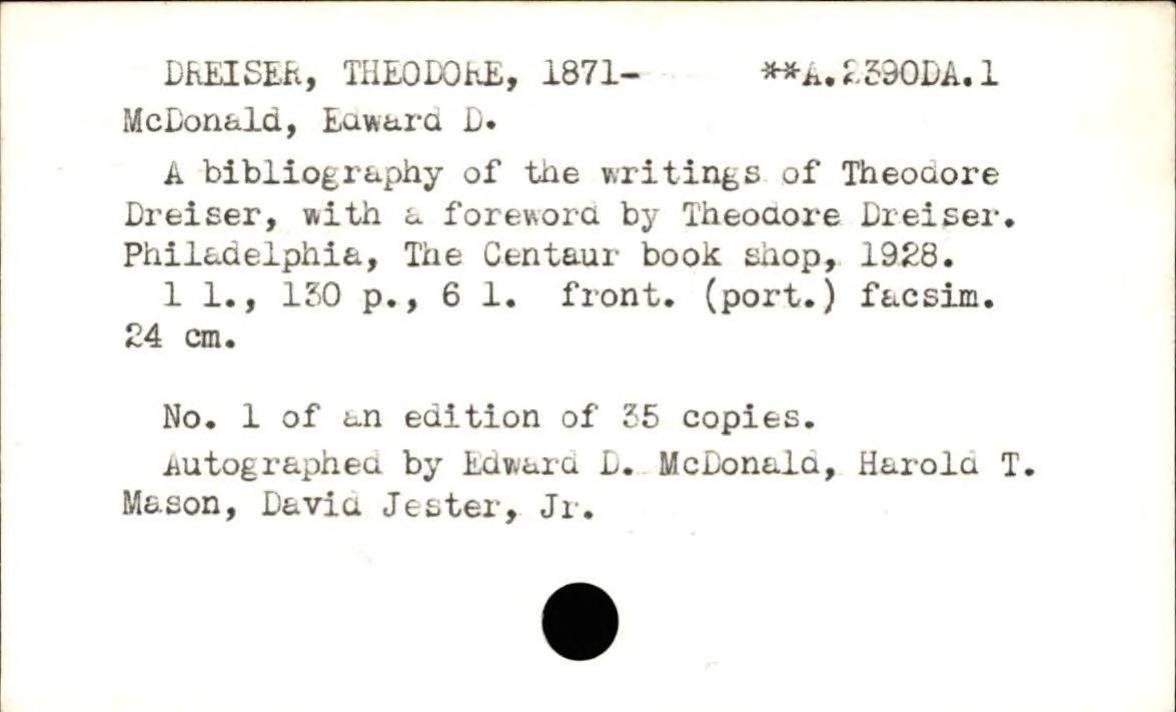 DREISER, THEODORE, 1871- **A.2390DA.1
McDonald, Edward D.
A bibliography of the writings of Theodore
Dreiser, with a foreword by Theodore Dreiser.
Philadelphia, The Centaur book shop, 1928.
1 l., 130 p., 6 l. front. (port.) facsim.
24 cm.
No. 1 of an edition of 35 copies.
Autographed by Edward D. McDonald, Harold T.
Mason, David Jester, Jr.